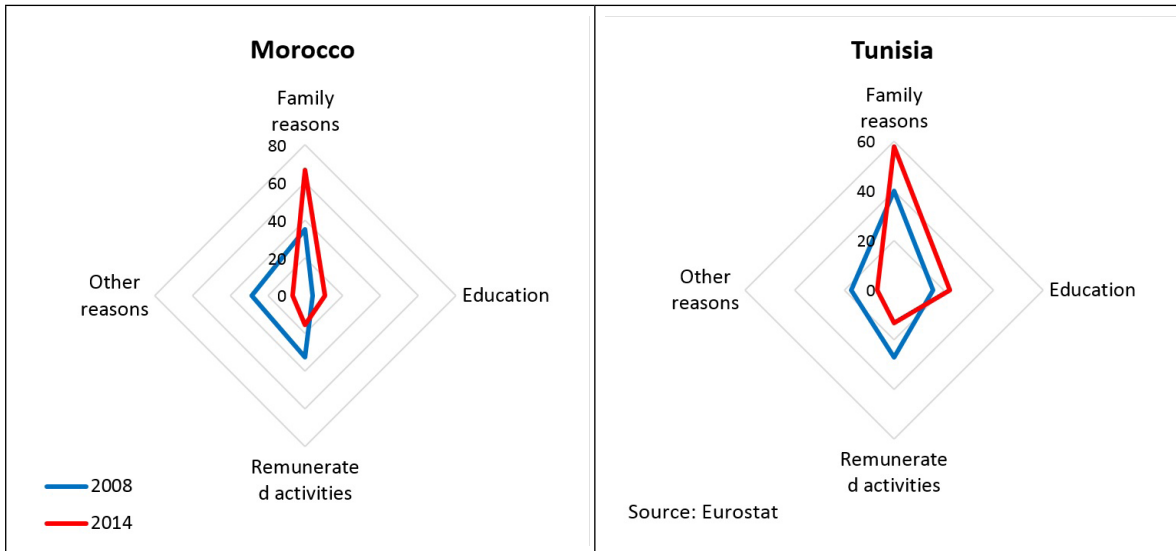 Morocco
Family
reasons
80
60
40
20
0
Other
reasons
Education
Remunerate
d activities
2008
2014
Tunisia
Family
reasons
60
40
20
0
Other
reasons
Education
Remunerate
d activities
Source: Eurostat